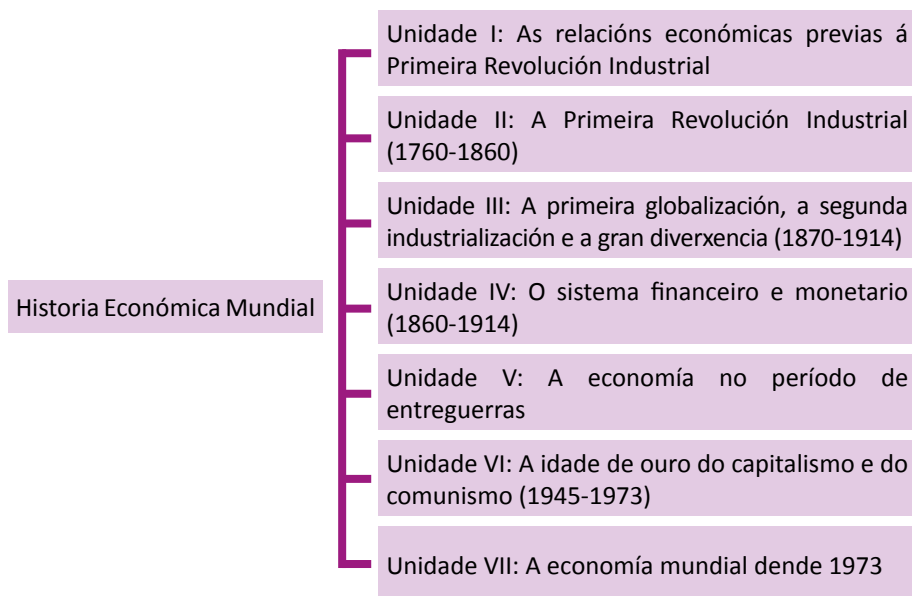 Historia Económica Mundial
Unidade I: As relacións económicas previas á
Primeira Revolución Industrial
Unidade II: A Primeira Revolución Industrial
(1760-1860)
Unidade III: A primeira globalización, a segunda
industrialización e a gran diverxencia (1870-1914)
Unidade IV: O sistema financeiro e monetario
(1860-1914)
Unidade V: A economía no período de
entreguerras
Unidade VI: A idade de ouro do capitalismo e do
comunismo (1945-1973)
Unidade VII: A economía mundial dende 1973